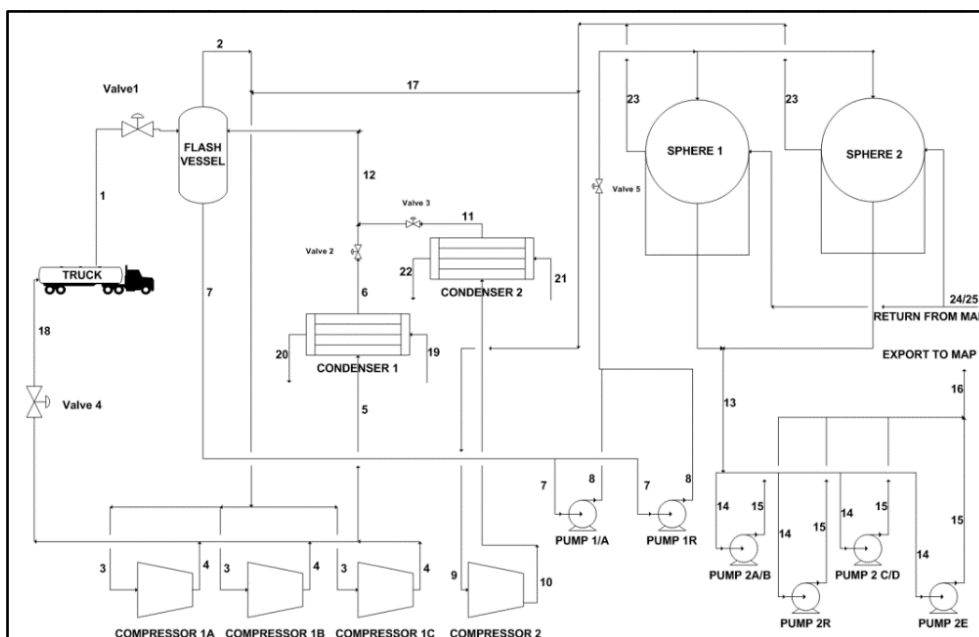 2
17
Valve1
FLASH
VESSEL
23
23
SPHERE 1
SPHERE 2
1
12
Valve 5
Valve 3
11
Valve 2
TRUCK
7
6
22
21
CONDENSER 2
18
24/25
RETURN FROM MAP
20
19
CONDENSER 1
EXPORT TO MAP
16
Valve 4
5
13
7
8
7
8
14
15
14
15
14
15
14
15
PUMP 1/A
PUMP 1R
PUMP 2A/B
PUMP 2 C/D
PUMP 2R
PUMP 2E
3
4
3
4
3
4
9
10
COMPRESSOR 1A
COMPRESSOR 1B
COMPRESSOR 1C
COMPRESSOR 2